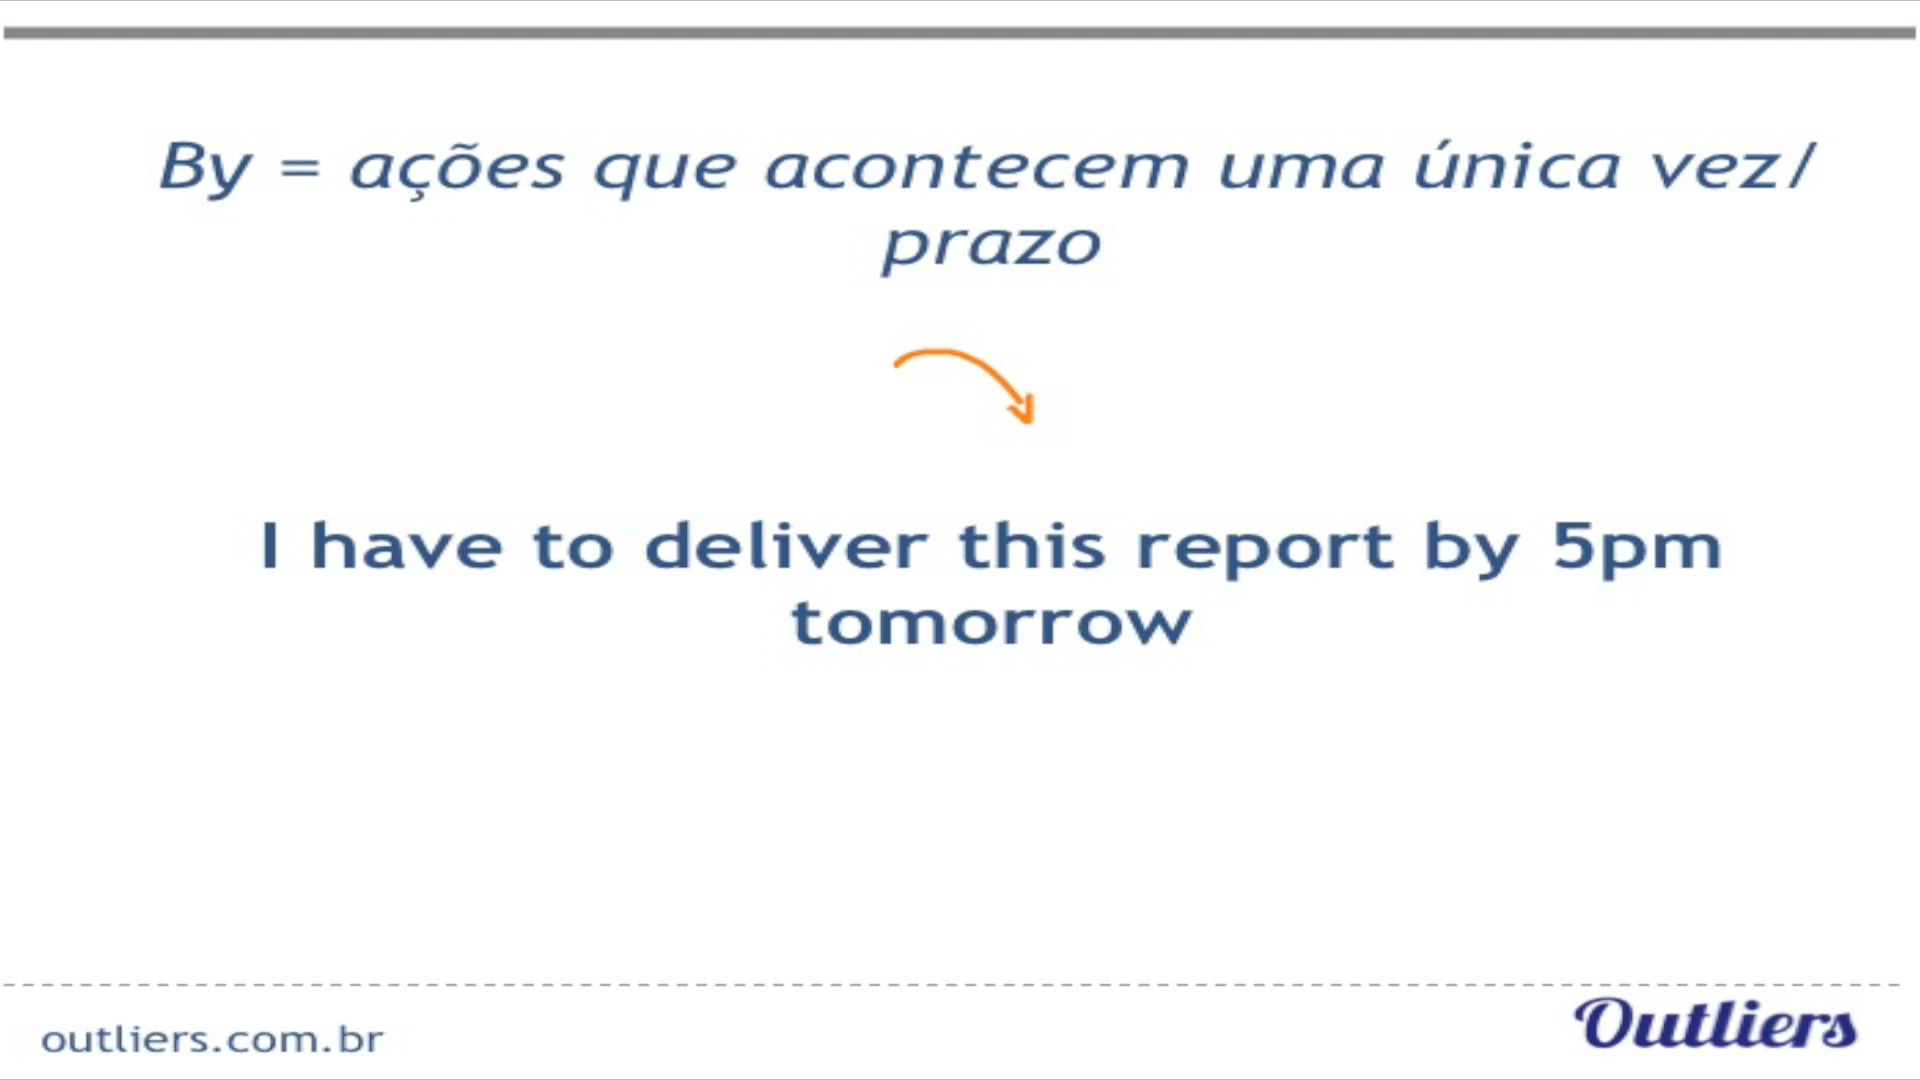 By = ações que acontecem uma única vez/
prazo
I have to deliver this report by 5pm
tomorrow
outliers.com.br
Outliers